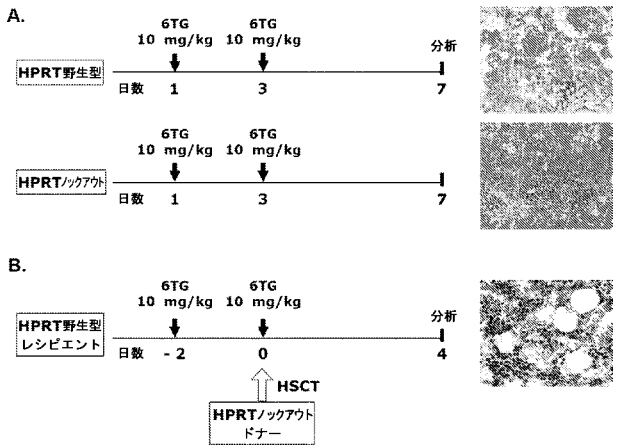 A.
6TG
10 mg/kg
6TG
10 mg/kg
分析
HPRT野生型
日数
1
3
7
6TG
10 mg/kg
6TG
10 mg/kg
HPRTノックアウト
日数
1
3
7
B.
6TG
10 mg/kg
6TG
10 mg/kg
分析
HPRT野生型
レシピエント
日数
- 2
0
4
HSCT
HPRTノックアウト
ドナー